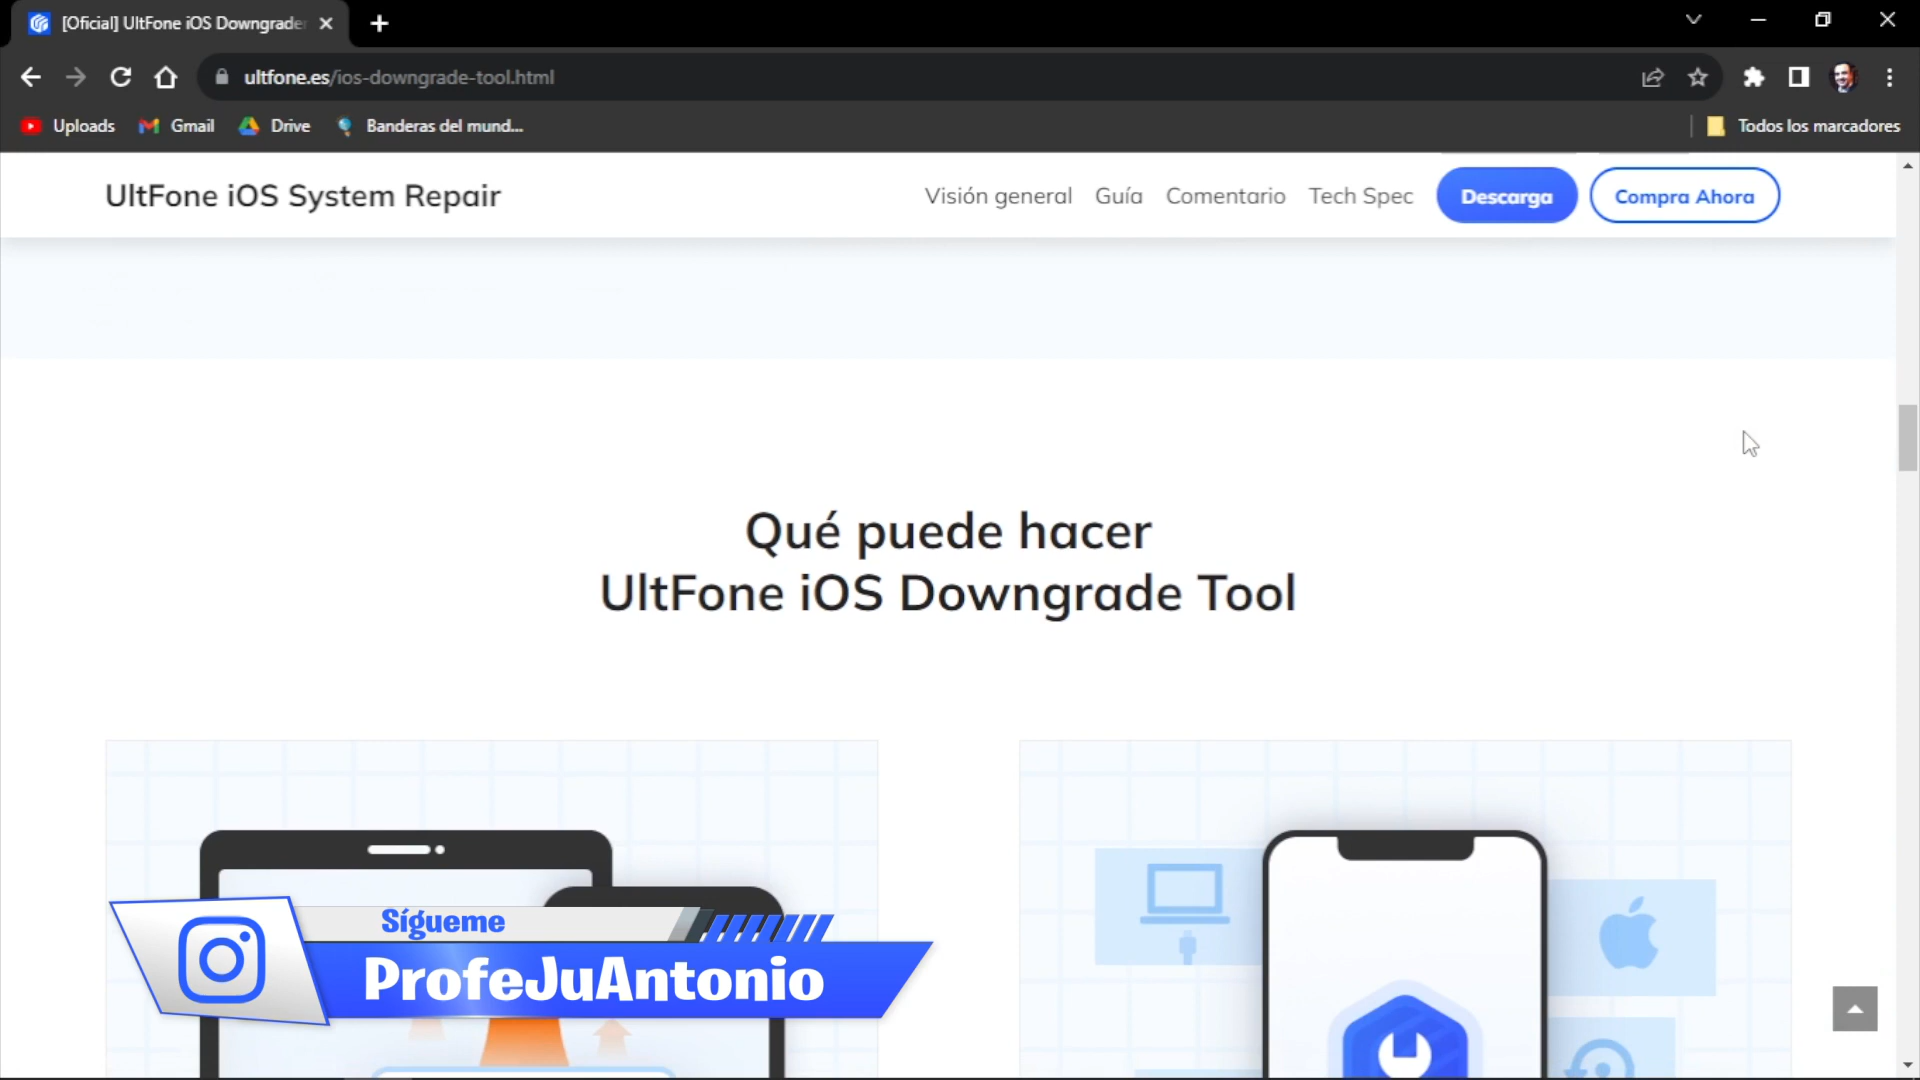 [Oficial] UltFone iOS Downgrader
ultfone.es/ios-downgrade-tool.html
Uploads
Gmail
Drive
Banderas del mund...
Todos los marcadores
UltFone iOS System Repair
Visión general
Guía
Comentario
Tech Spec
Descarga
Compra Ahora
Qué puede hacer
UltFone iOS Downgrade Tool
Sígueme
ProfeJuAntonio